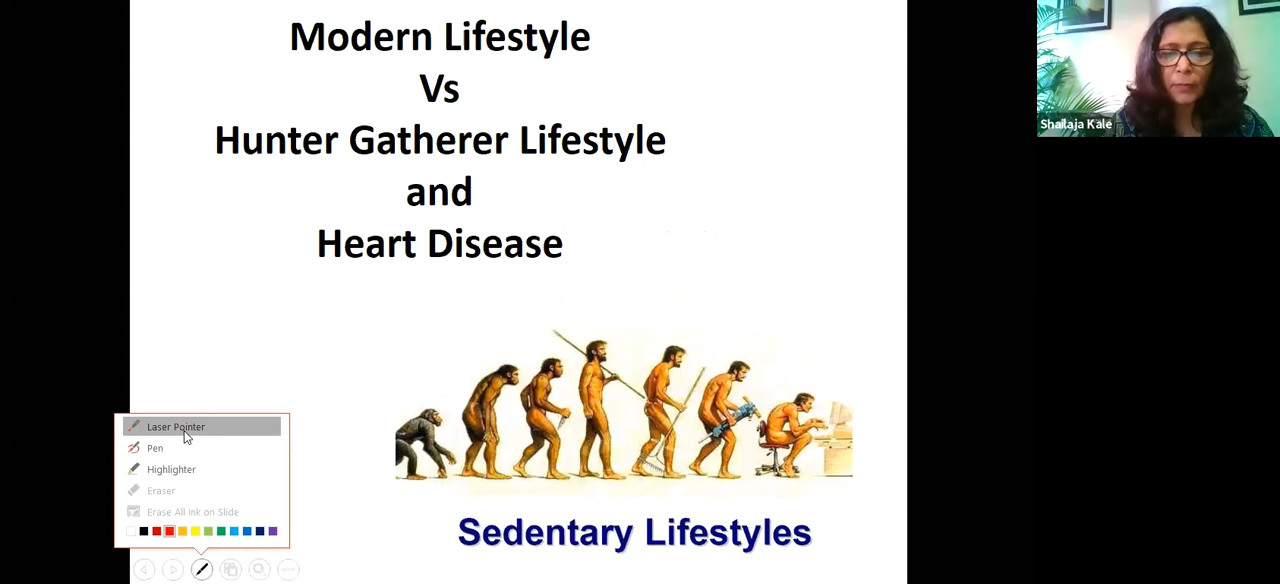 Modern Lifestyle
Vs
Hunter Gatherer Lifestyle
and
Heart Disease
Shailaja Kale
Laser Pointer
Pen
Highlighter
Eraser
Erase All Ink on Slide
Sedentary Lifestyles